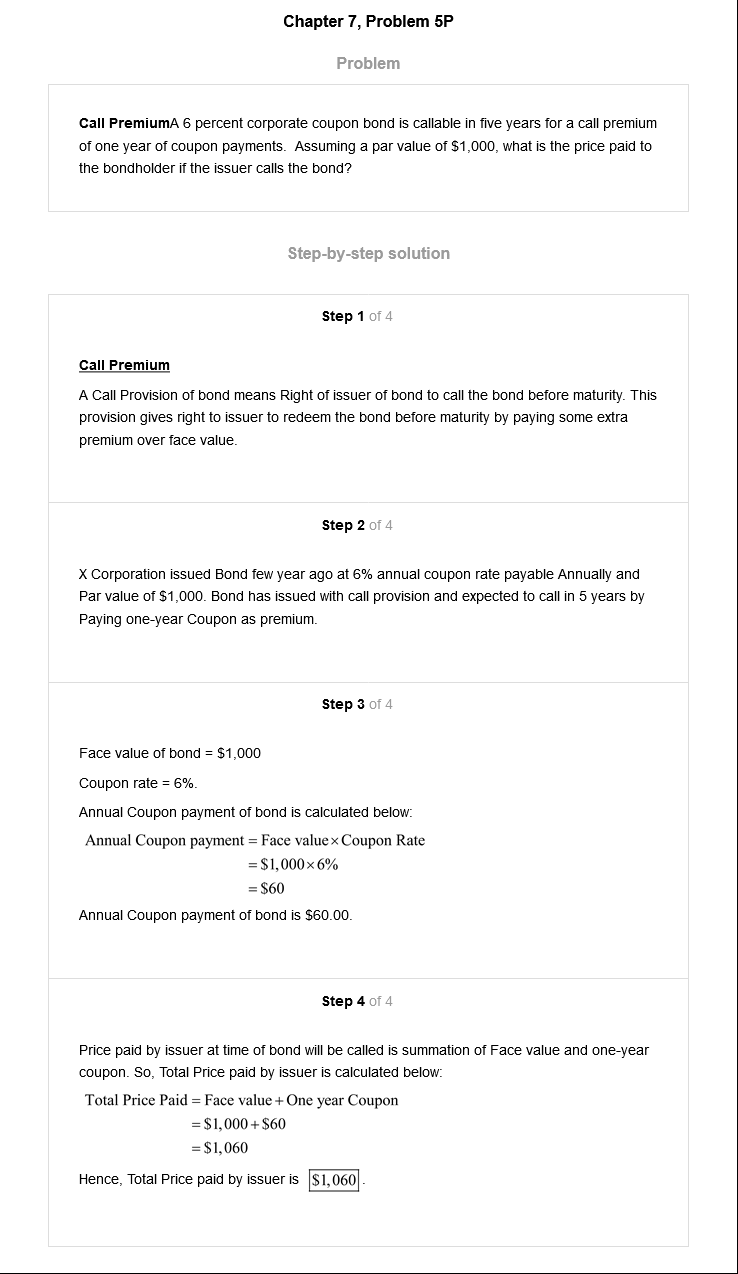 Chapter 7, Problem 5P
Problem
Call PremiumA 6 percent corporate coupon bond is callable in five years for a call premium
of one year of coupon payments.  Assuming a par value of $1,000, what is the price paid to
the bondholder if the issuer calls the bond?
Step-by-step solution
Step 1 of 4
Call Premium
A Call Provision of bond means Right of issuer of bond to call the bond before maturity. This
provision gives right to issuer to redeem the bond before maturity by paying some extra
premium over face value.
Step 2 of 4
X Corporation issued Bond few year ago at 6% annual coupon rate payable Annually and
Par value of $1,000. Bond has issued with call provision and expected to call in 5 years by
Paying one-year Coupon as premium.
Step 3 of 4
Face value of bond = $1,000
Coupon rate = 6%.
Annual Coupon payment of bond is calculated below:
Annual Coupon payment = Face value × Coupon Rate
= $1,000 × 6%
= $60
Annual Coupon payment of bond is $60.00.
Step 4 of 4
Price paid by issuer at time of bond will be called is summation of Face value and one-year
coupon. So, Total Price paid by issuer is calculated below:
Total Price Paid = Face value + One year Coupon
= $1,000 + $60
= $1,060
Hence, Total Price paid by issuer is $1,060.